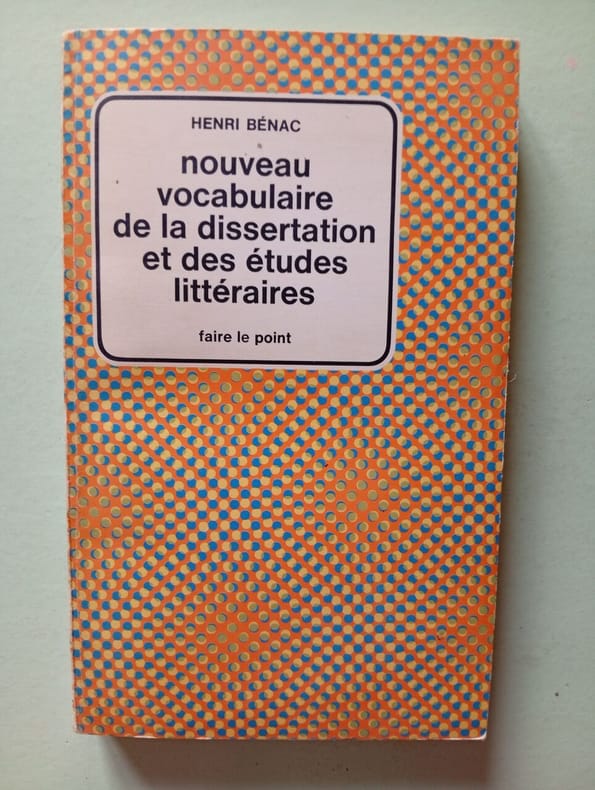 HENRI BÉNAC
nouveau
vocabulaire
de la dissertation
et des études
littéraires
faire le point